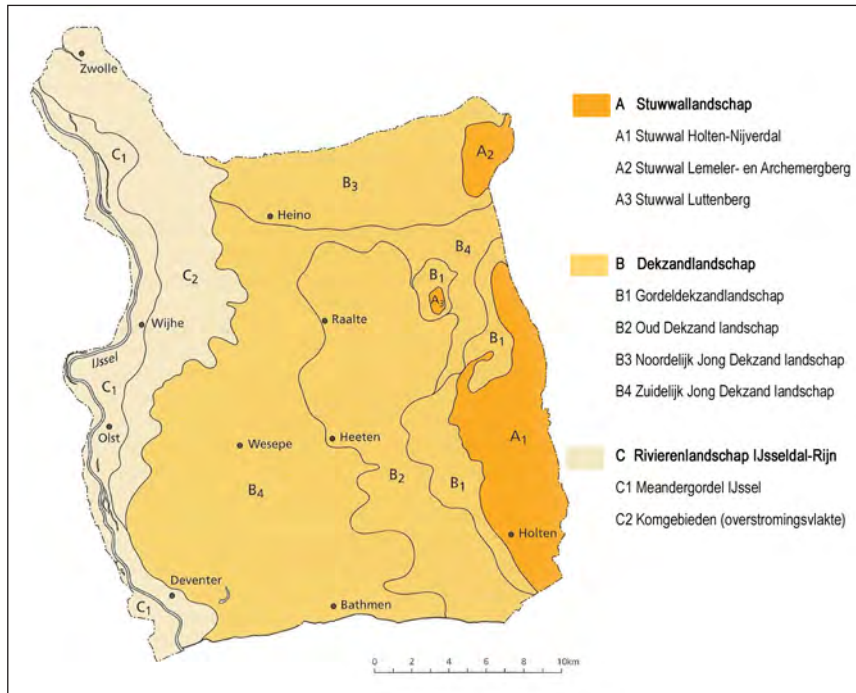 Zwolle
C1
A2
B3
Heino
B4
C2
B1
A3
Raalte
Wijhe
IJssel
B1
C1
Olst
A1
Wesepe
Heeten
B2
B4
B1
Holten
Deventer
C1
Bathmen
0 2 4 6 8 10km
A Stuwwallandschap
A1 Stuwwal Holten-Nijverdal
A2 Stuwwal Lemeler- en Archemergberg
A3 Stuwwal Luttenberg
B Dekzandlandschap
B1 Gordeldekzandlandschap
B2 Oud Dekzand landschap
B3 Noordelijk Jong Dekzand landschap
B4 Zuidelijk Jong Dekzand landschap
C Rivierenlandschap IJsseldal-Rijn
C1 Meandergordel IJssel
C2 Komgebieden (overstromingsvlakte)